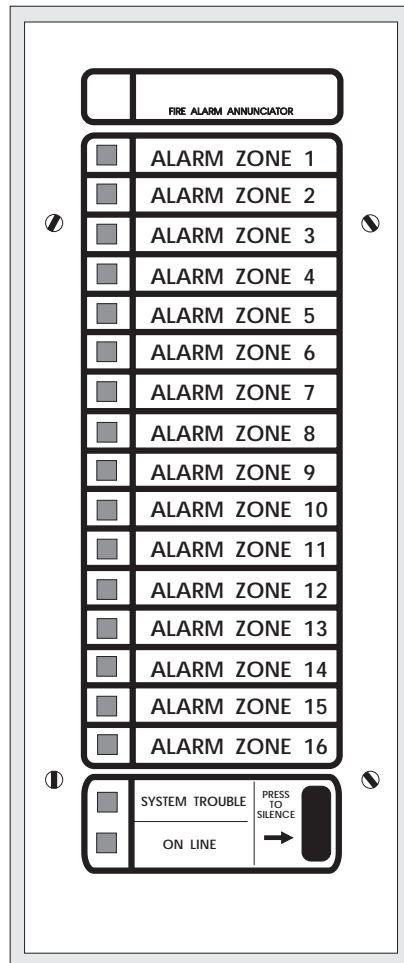 FIRE ALARM ANNUNCIATOR
ALARM ZONE 1
ALARM ZONE 2
ALARM ZONE 3
ALARM ZONE 4
ALARM ZONE 5
ALARM ZONE 6
ALARM ZONE 7
ALARM ZONE 8
ALARM ZONE 9
ALARM ZONE 10
ALARM ZONE 11
ALARM ZONE 12
ALARM ZONE 13
ALARM ZONE 14
ALARM ZONE 15
ALARM ZONE 16
SYSTEM TROUBLE
ON LINE
PRESS
TO
SILENCE